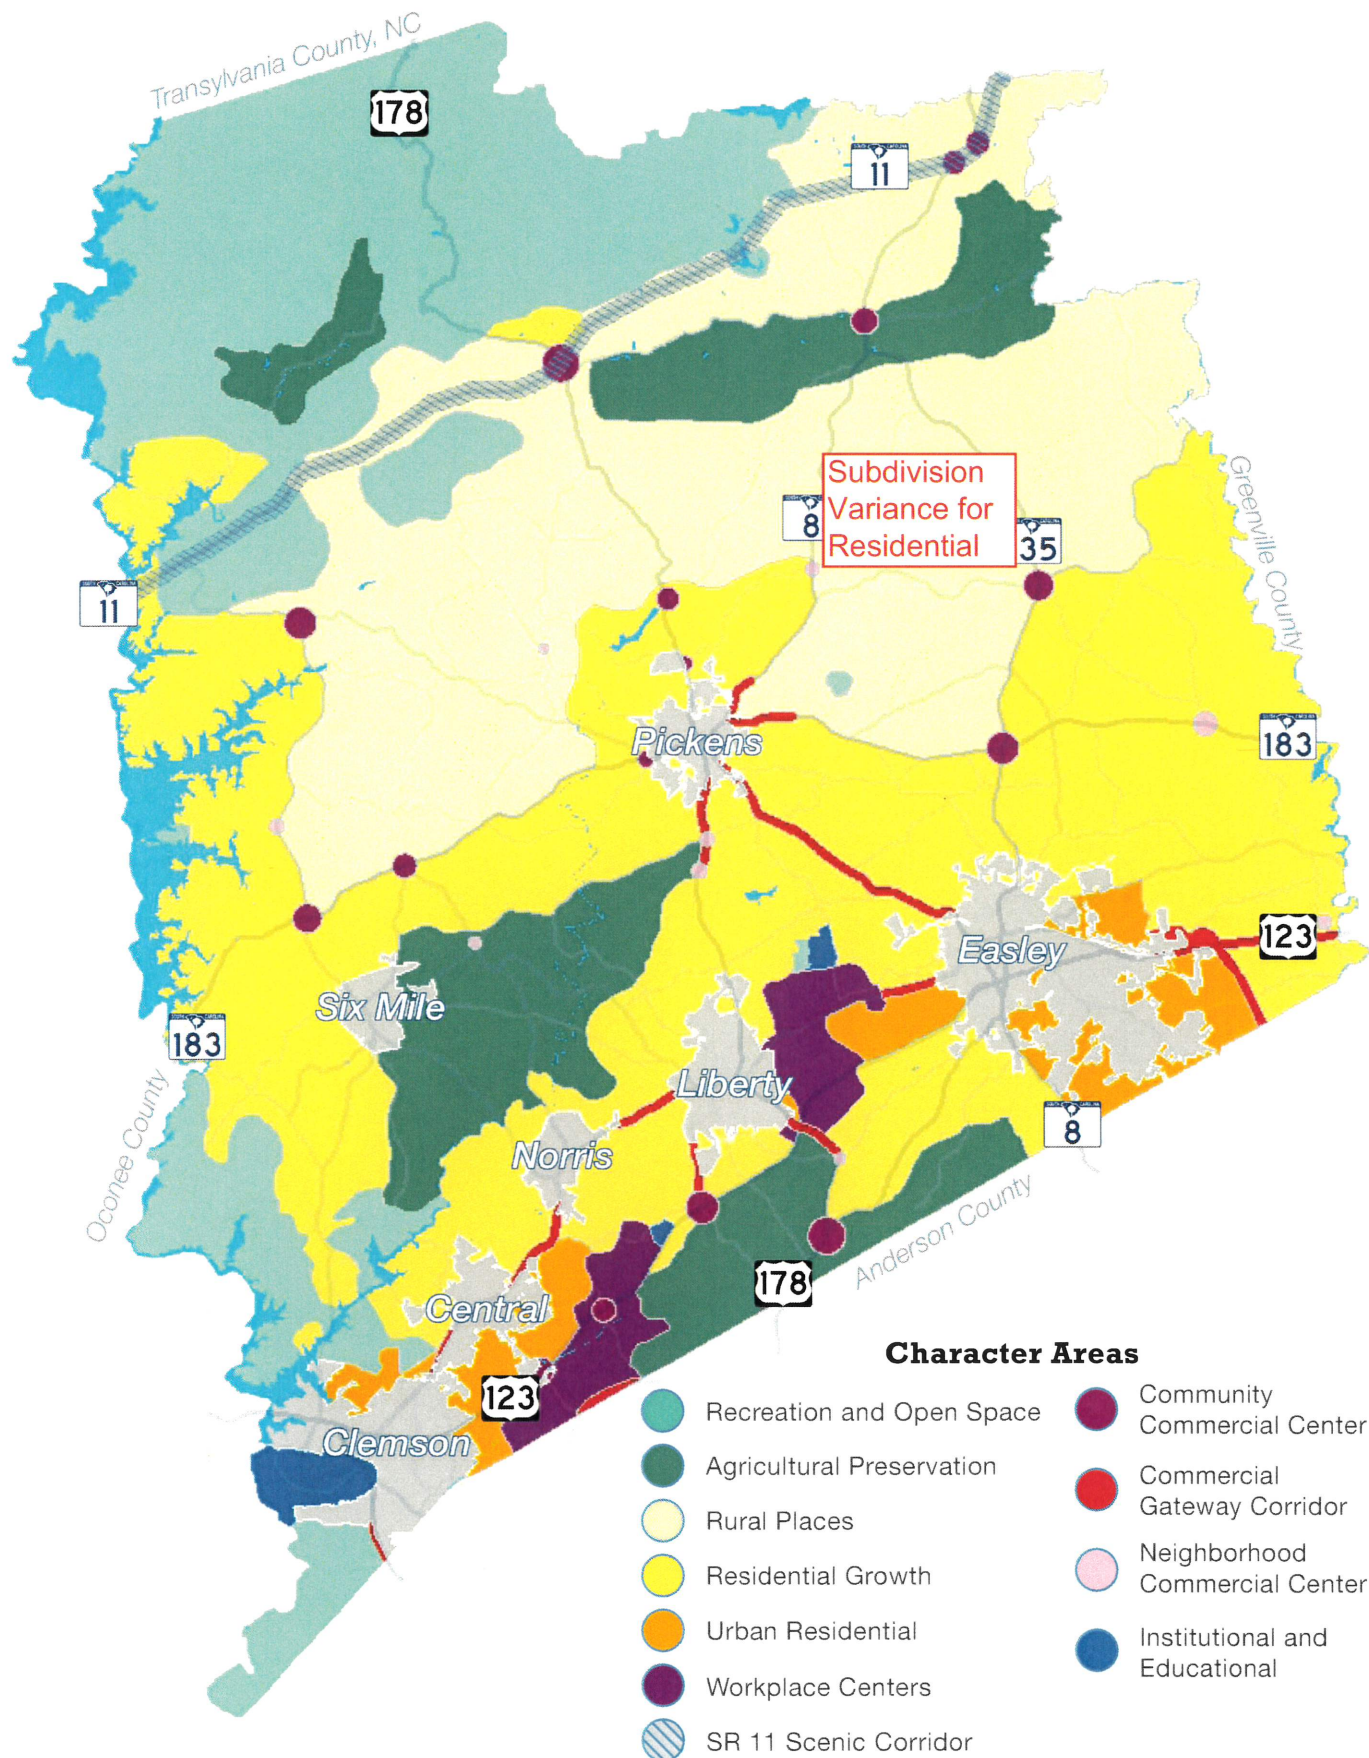 Transylvania County, NC
178
11
Subdivision
Variance for
Residential
8
35
Greenville County
11
Pickens
183
Easley
123
Six Mile
183
Liberty
8
Norris
Oconee County
Anderson County
178
Central
123
Clemson
Character Areas
Recreation and Open Space
Agricultural Preservation
Rural Places
Residential Growth
Urban Residential
Workplace Centers
SR 11 Scenic Corridor
Community
Commercial Center
Commercial
Gateway Corridor
Neighborhood
Commercial Center
Institutional and
Educational